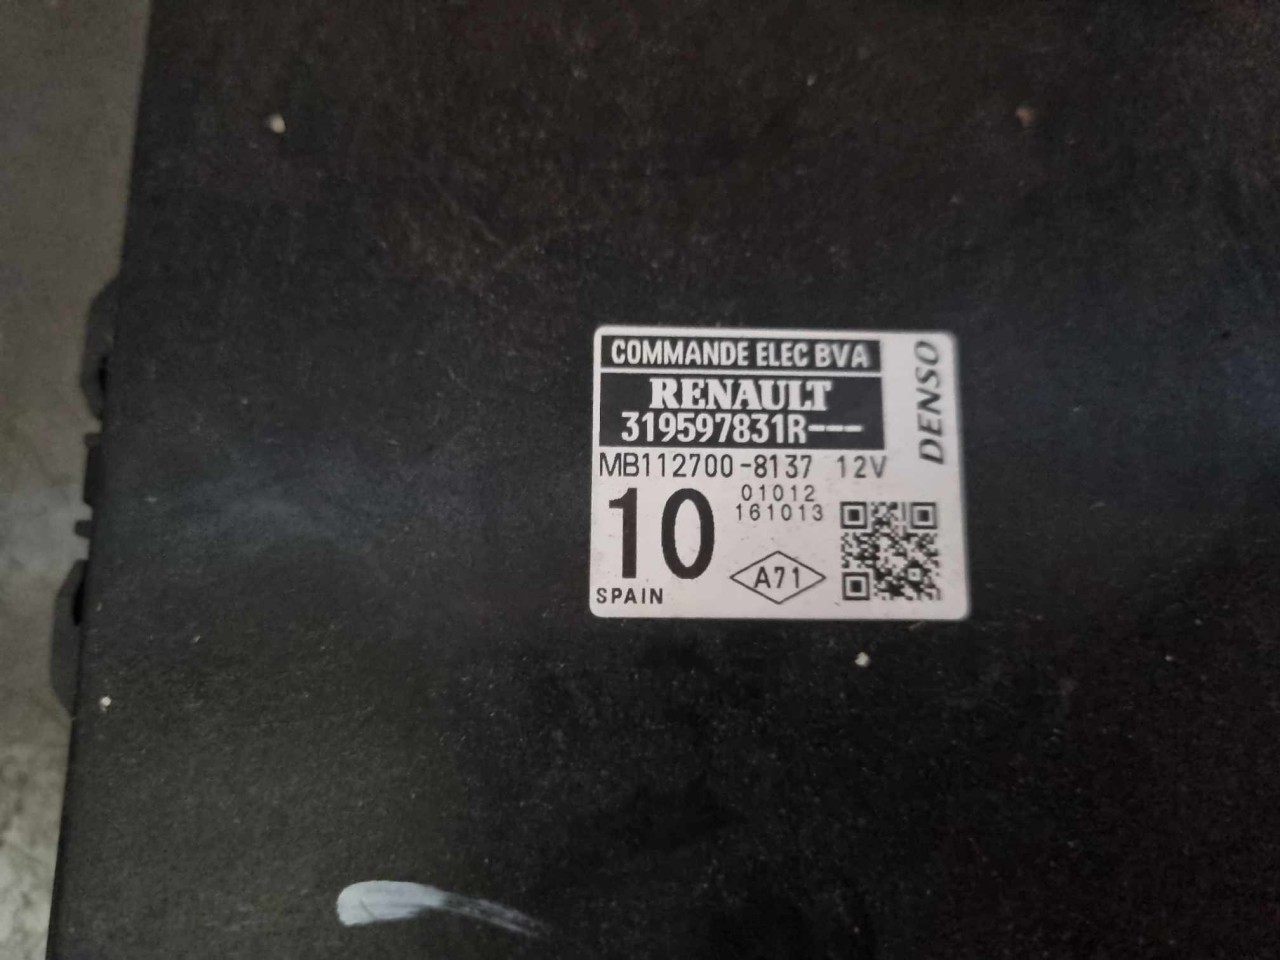 COMMANDE ELEC BVA
RENAULT
319597831R---
DENSO
MB112700-8137 12V
10
01012
161013
A71
SPAIN